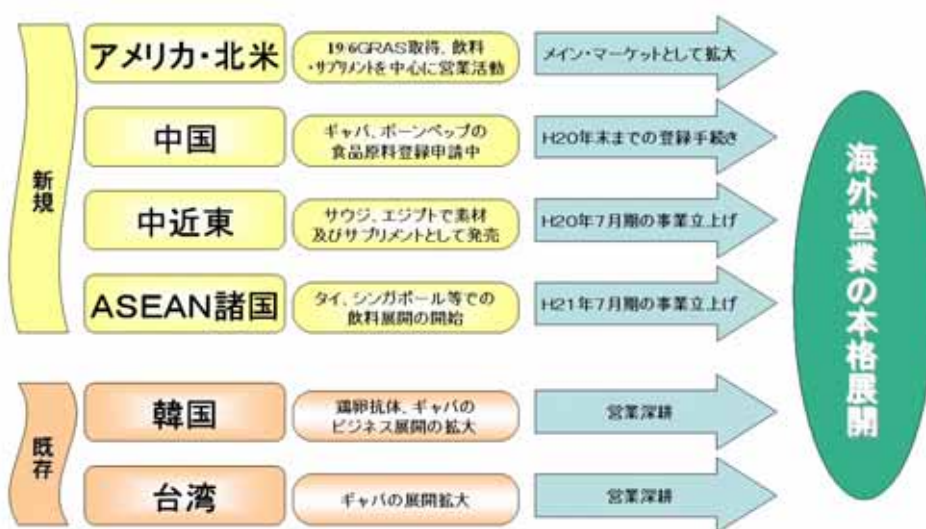 新規
アメリカ・北米
19/6GRAS取得、飲料
・サプリメントを中心に営業活動
メイン・マーケットとして拡大
中国
ギャバ、ボーンペップの
食品原料登録申請中
H20年末までの登録手続き
中近東
サウジ、エジプトで素材
及びサプリメントとして発売
H20年7月期の事業立上げ
ASEAN諸国
タイ、シンガポール等での
飲料展開の開始
H21年7月期の事業立上げ
既存
韓国
鶏卵抗体、ギャバの
ビジネス展開の拡大
営業深耕
台湾
ギャバの展開拡大
営業深耕
海外営業の本格展開